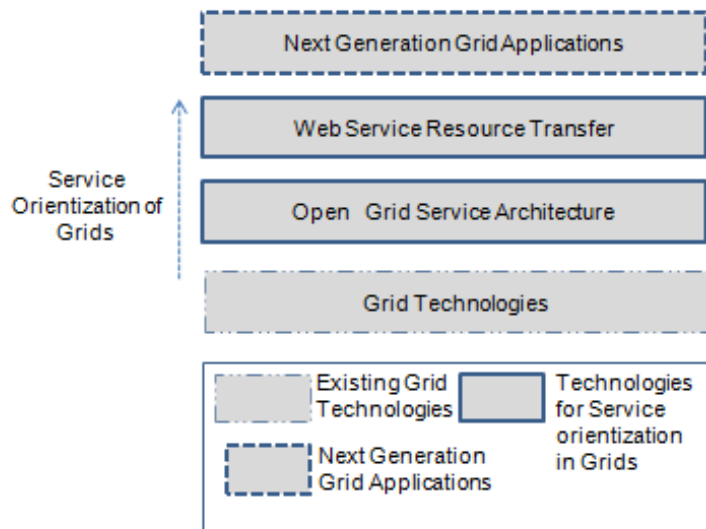 Next Generation Grid Applications
Web Service Resource Transfer
Service
Orientization of
Grids
Open Grid Service Architecture
Grid Technologies
Existing Grid
Technologies
Technologies
for Service
orientization
in Grids
Next Generation
Grid Applications